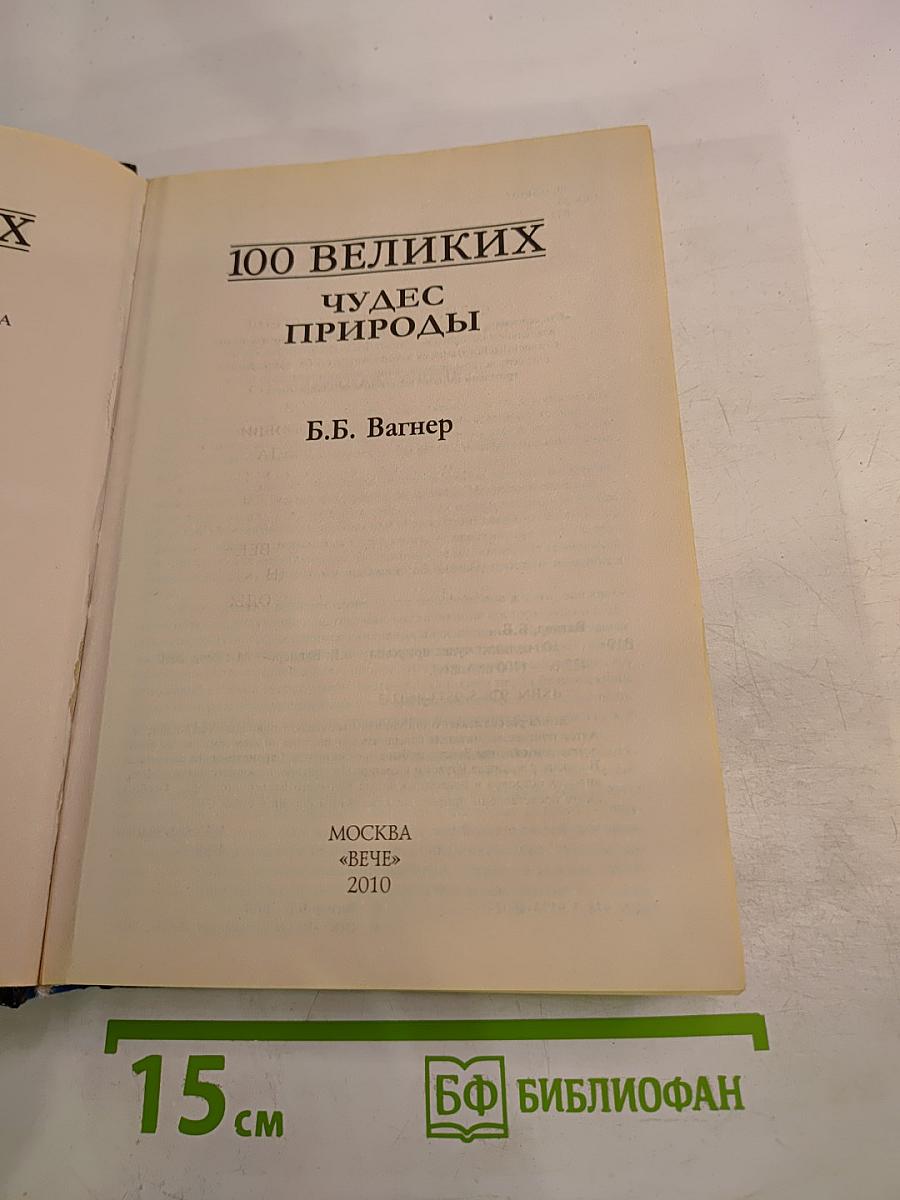 Х
А
100 ВЕЛИКИХ
ЧУДЕС
ПРИРОДЫ
Б.Б. Вагнер
МОСКВА
«ВЕЧЕ»
2010
15 см
БФ БИБЛИОФАН